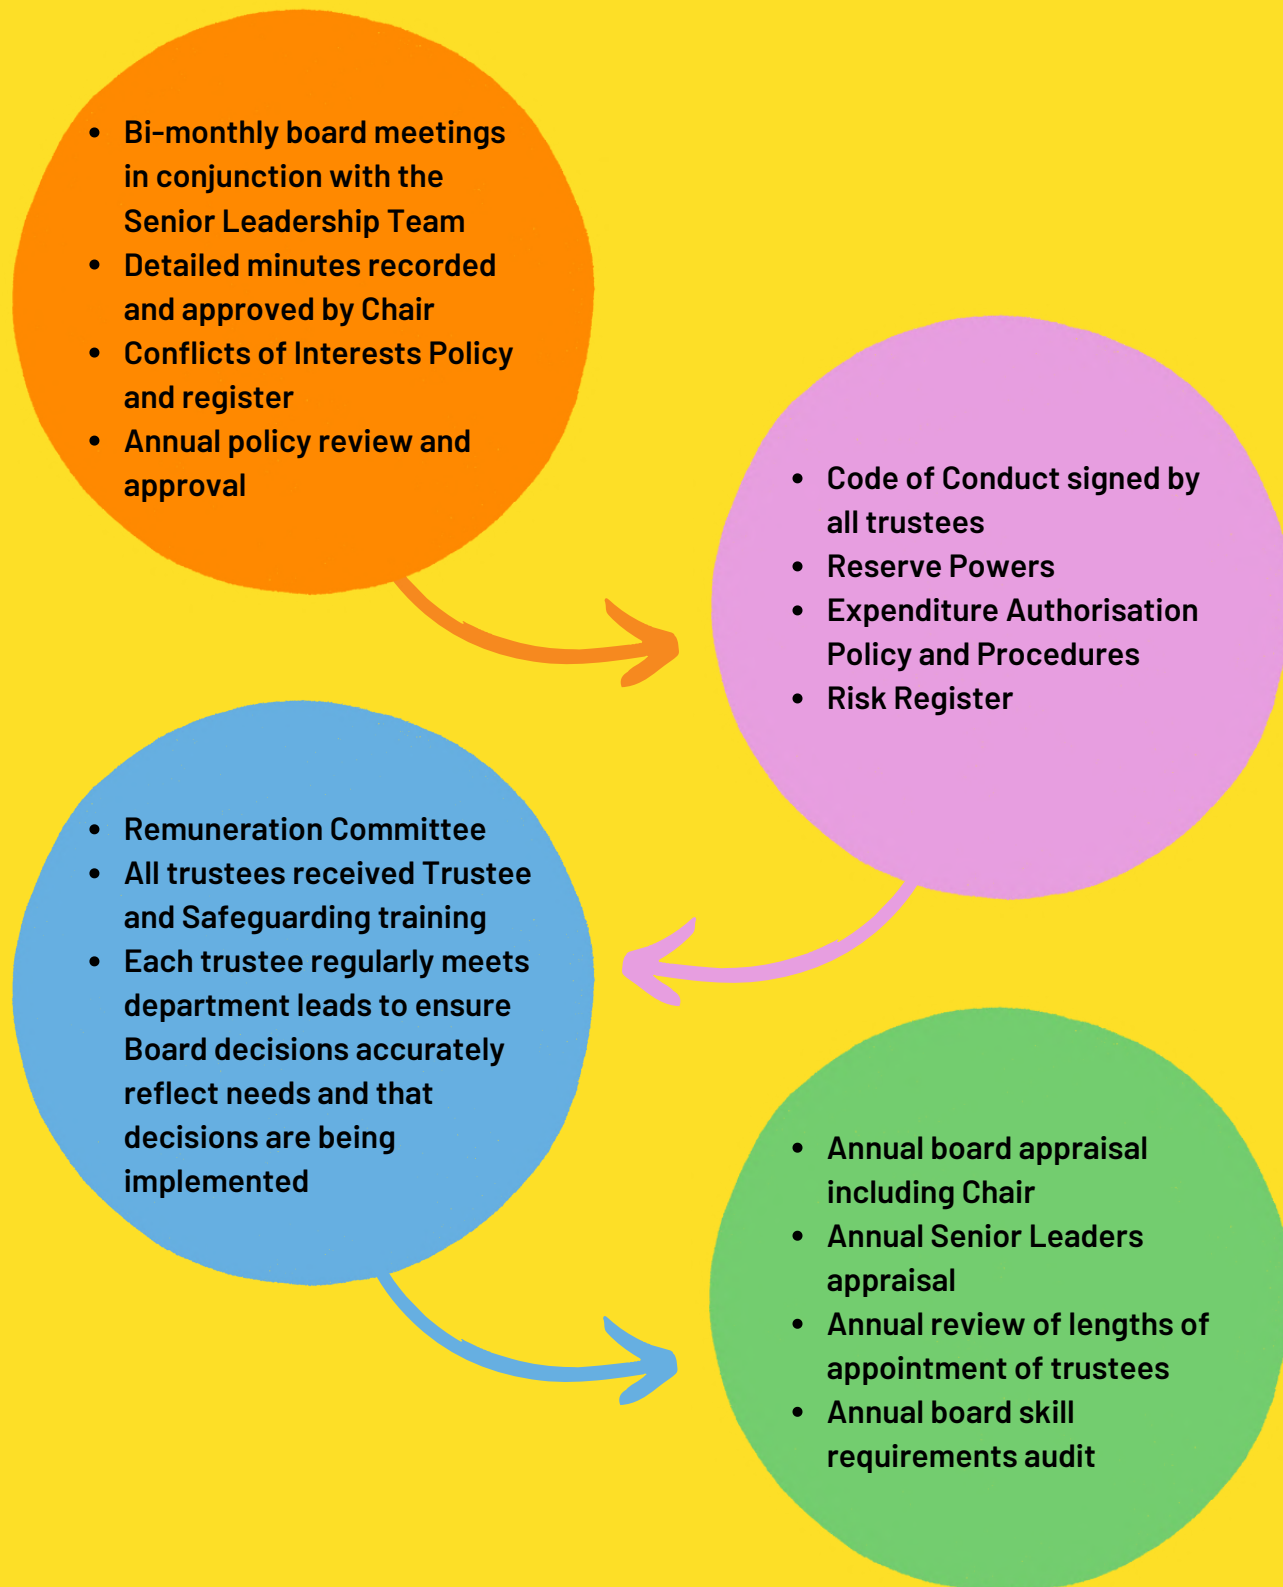 • Bi-monthly board meetings
in conjunction with the
Senior Leadership Team
• Detailed minutes recorded
and approved by Chair
• Conflicts of Interests Policy
and register
• Annual policy review and
approval
• Code of Conduct signed by
all trustees
• Reserve Powers
• Expenditure Authorisation
Policy and Procedures
• Risk Register
• Remuneration Committee
• All trustees received Trustee
and Safeguarding training
• Each trustee regularly meets
department leads to ensure
Board decisions accurately
reflect needs and that
decisions are being
implemented
• Annual board appraisal
including Chair
• Annual Senior Leaders
appraisal
• Annual review of lengths of
appointment of trustees
• Annual board skill
requirements audit